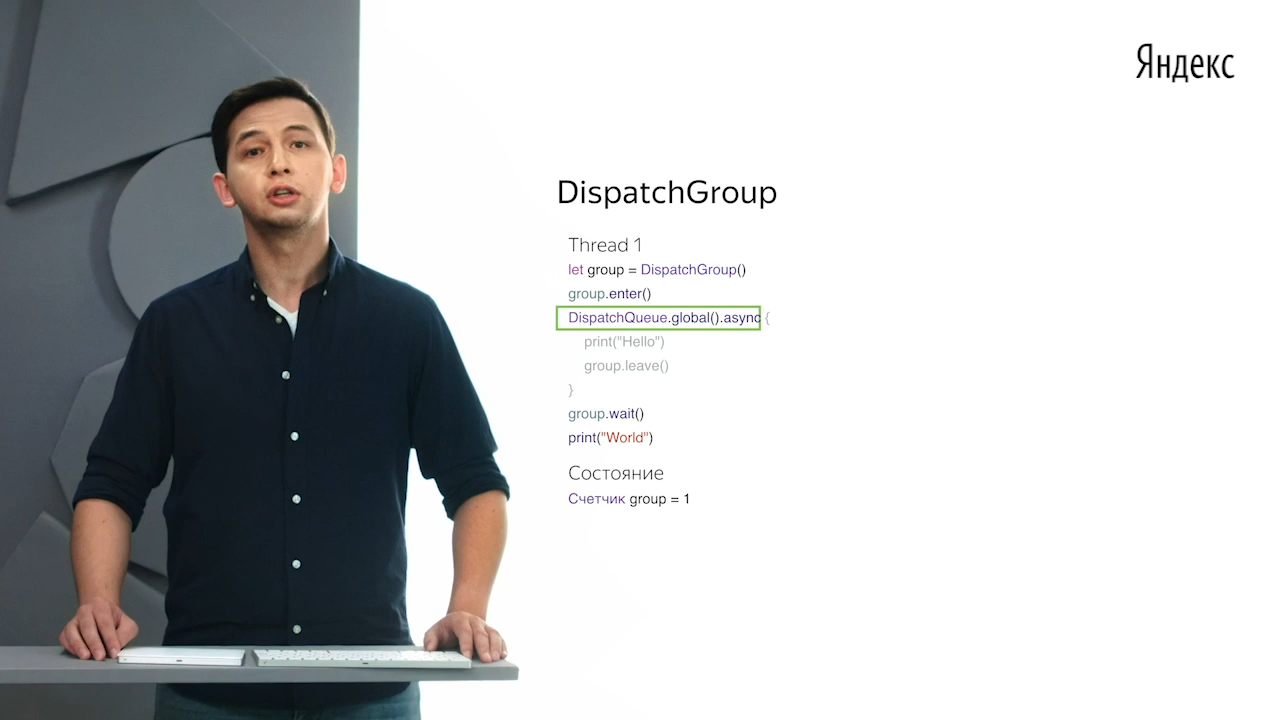 Яндекс
DispatchGroup
Thread 1
let group = DispatchGroup()
group.enter()
DispatchQueue.global().async {
print("Hello")
group.leave()
}
group.wait()
print("World")
Состояние
Счетчик group = 1